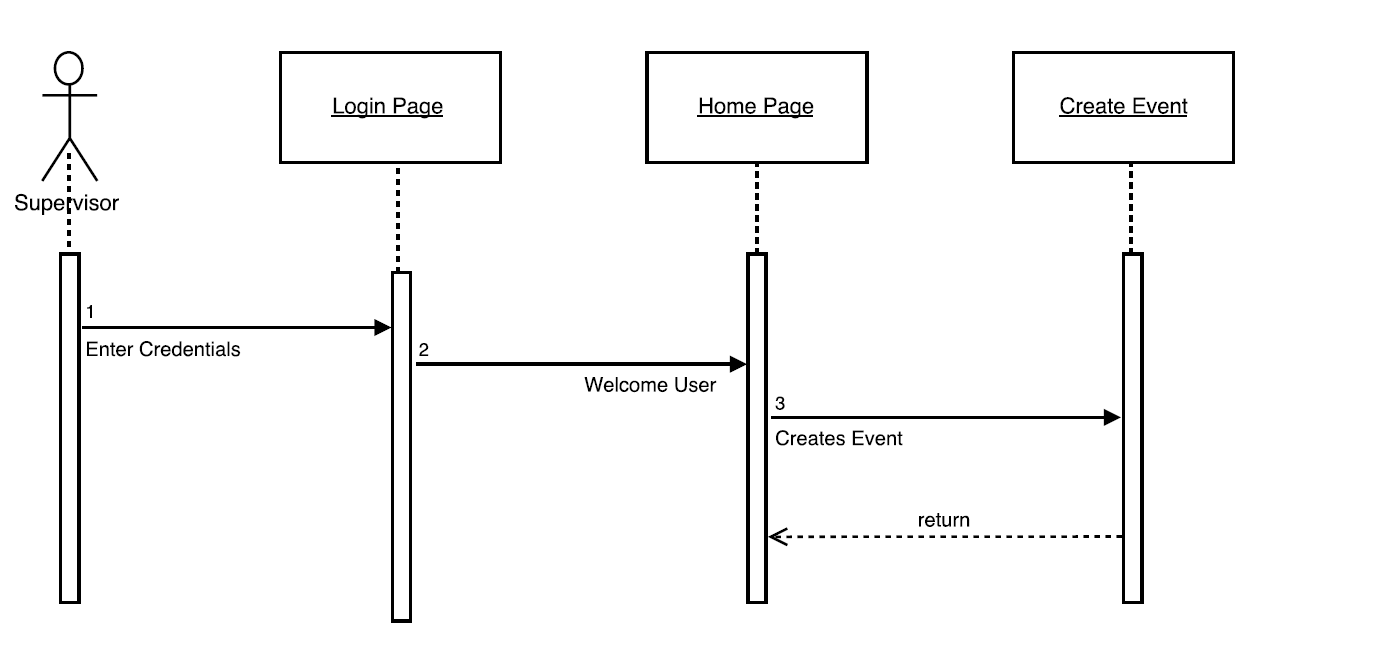 Login Page
Home Page
Create Event
Supervisor
1
Enter Credentials
2
Welcome User
3
Creates Event
return